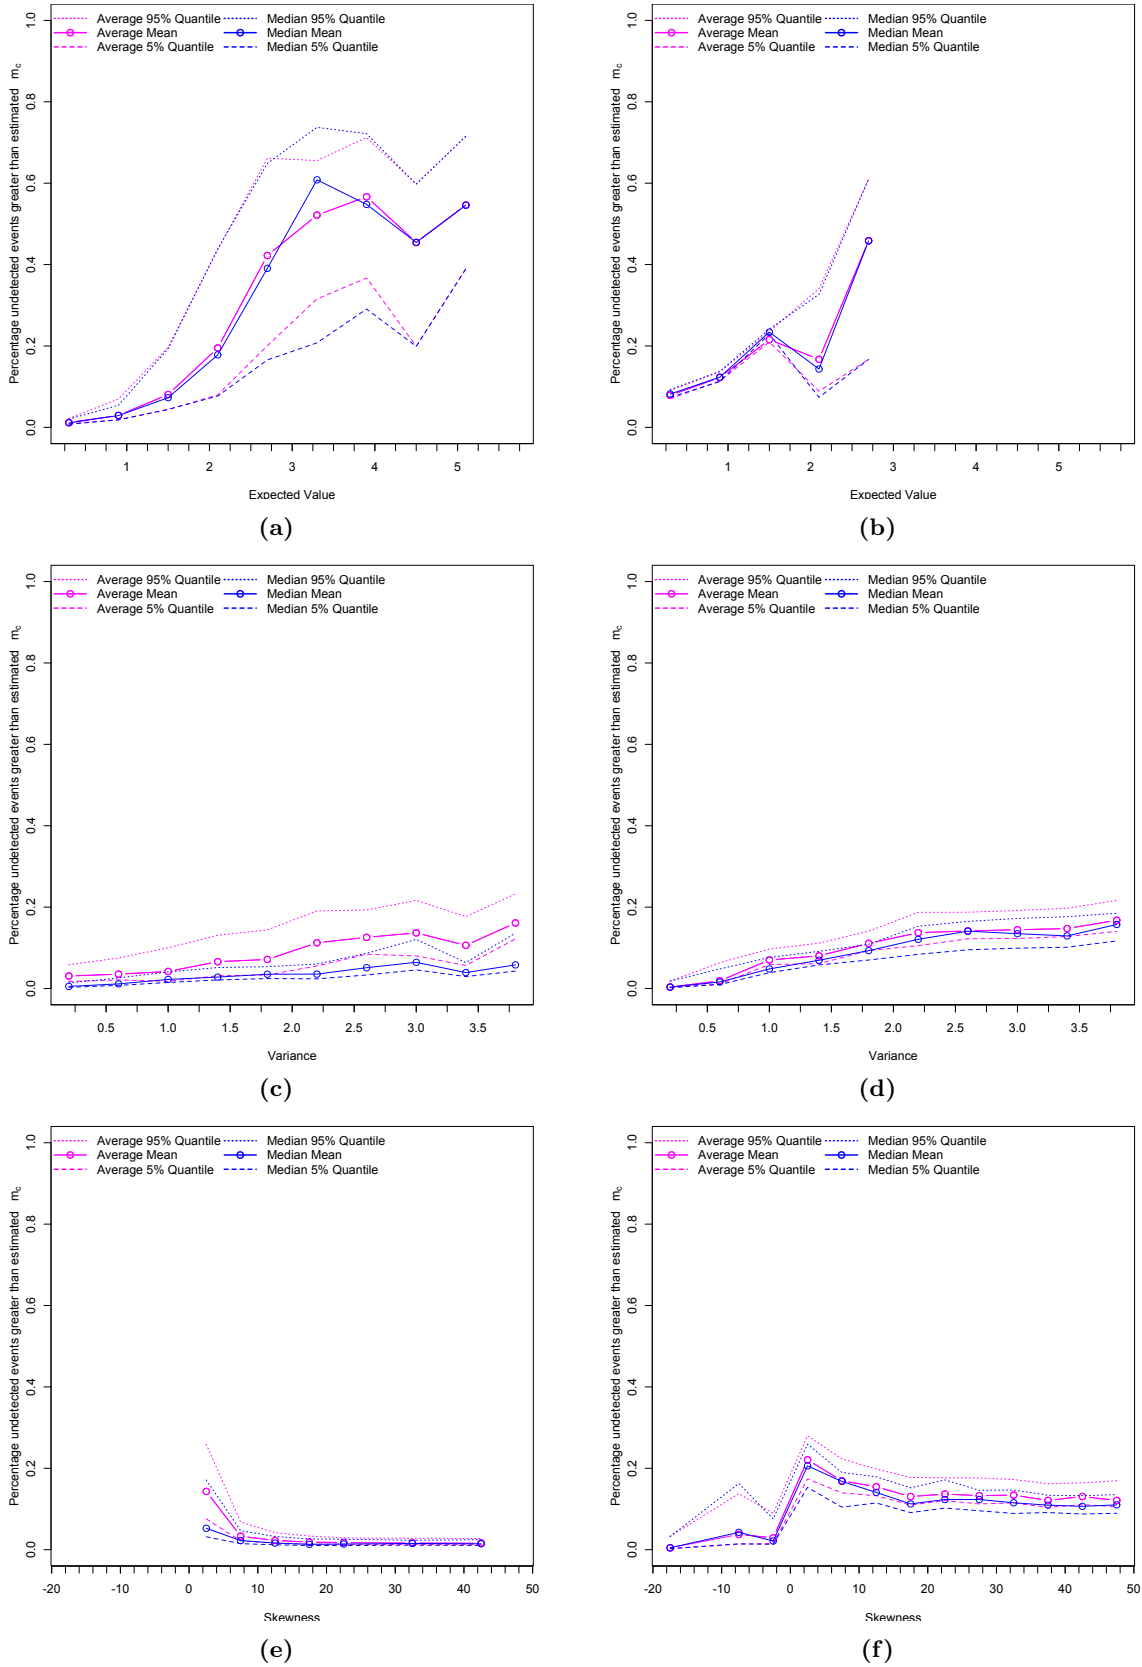 Average 95% Quantile Median 95% Quantile
Average Mean Median Mean
Average 5% Quantile Median 5% Quantile
Percentage undetected events greater than estimated m_c
0.0 0.2 0.4 0.6 0.8 1.0
1 2 3 4 5
Expected Value
(a)
Average 95% Quantile Median 95% Quantile
Average Mean Median Mean
Average 5% Quantile Median 5% Quantile
Percentage undetected events greater than estimated m_c
0.0 0.2 0.4 0.6 0.8 1.0
1 2 3 4 5
Expected Value
(b)
Average 95% Quantile Median 95% Quantile
Average Mean Median Mean
Average 5% Quantile Median 5% Quantile
Percentage undetected events greater than estimated m_c
0.0 0.2 0.4 0.6 0.8 1.0
0.5 1.0 1.5 2.0 2.5 3.0 3.5
Variance
(c)
Average 95% Quantile Median 95% Quantile
Average Mean Median Mean
Average 5% Quantile Median 5% Quantile
Percentage undetected events greater than estimated m_c
0.0 0.2 0.4 0.6 0.8 1.0
0.5 1.0 1.5 2.0 2.5 3.0 3.5
Variance
(d)
Average 95% Quantile Median 95% Quantile
Average Mean Median Mean
Average 5% Quantile Median 5% Quantile
Percentage undetected events greater than estimated m_c
0.0 0.2 0.4 0.6 0.8 1.0
-20 -10 0 10 20 30 40 50
Skewness
(e)
Average 95% Quantile Median 95% Quantile
Average Mean Median Mean
Average 5% Quantile Median 5% Quantile
Percentage undetected events greater than estimated m_c
0.0 0.2 0.4 0.6 0.8 1.0
-20 -10 0 10 20 30 40 50
Skewness
(f)